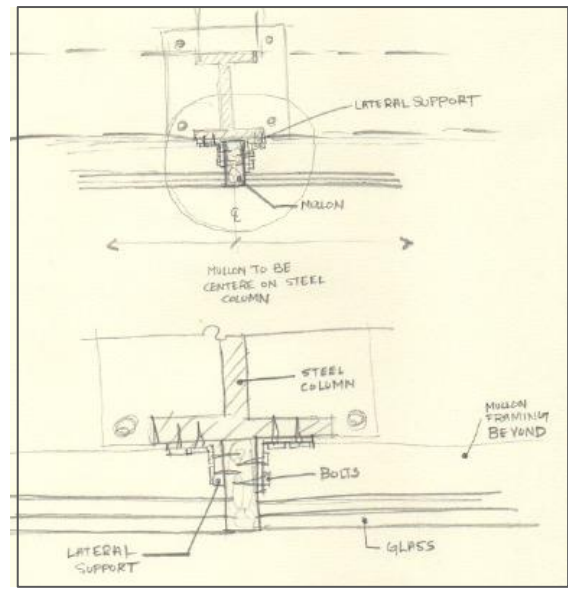 LATERAL SUPPORT
MULLON
℄
MULLON TO BE
CENTERE ON STEEL
COLUMN
STEEL
COLUMN
MULLON
FRAMING
BEYOND
BOLTS
LATERAL
SUPPORT
GLASS